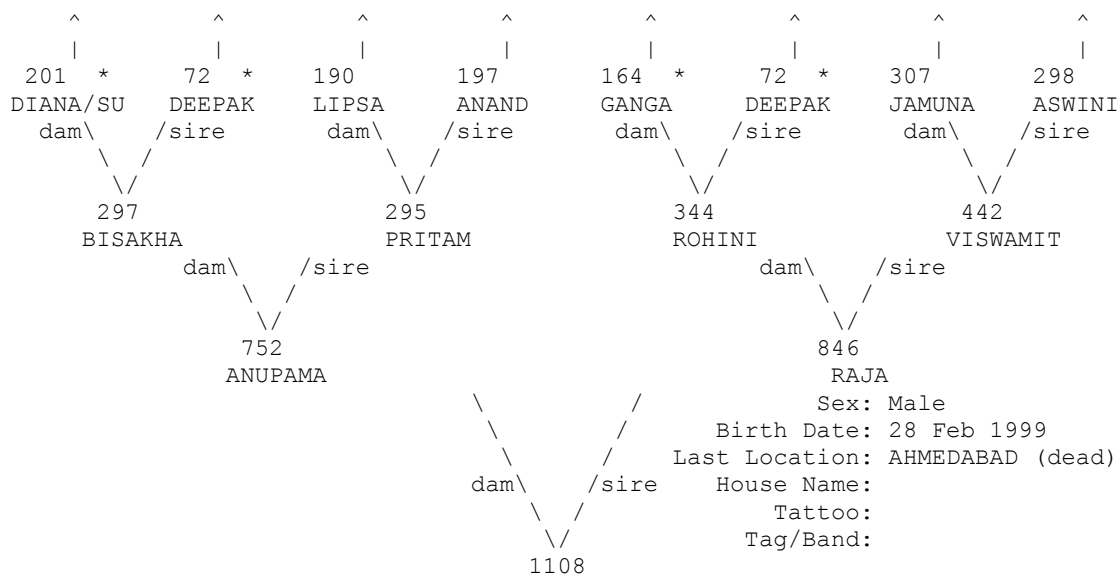 ^ ^ ^ ^ ^ ^ ^ ^
| | | | | | | |
201 * 72 * 190 197 164 * 72 * 307 298
DIANA/SU DEEPAK LIPSA ANAND GANGA DEEPAK JAMUNA ASWINI
dam\ /sire dam\ /sire dam\ /sire dam\ /sire
\ / \ / \ / \ /
\/ \/ \/ \/
297 295 344 442
BISAKHA PRITAM ROHINI VISWAMIT
dam\ /sire dam\ /sire
\ / \ /
\/ \/
752 846
ANUPAMA RAJA
\ / Sex: Male
\ / Birth Date: 28 Feb 1999
\ / Last Location: AHMEDABAD (dead)
dam\ /sire House Name:
\ / Tattoo:
\/ Tag/Band:
1108